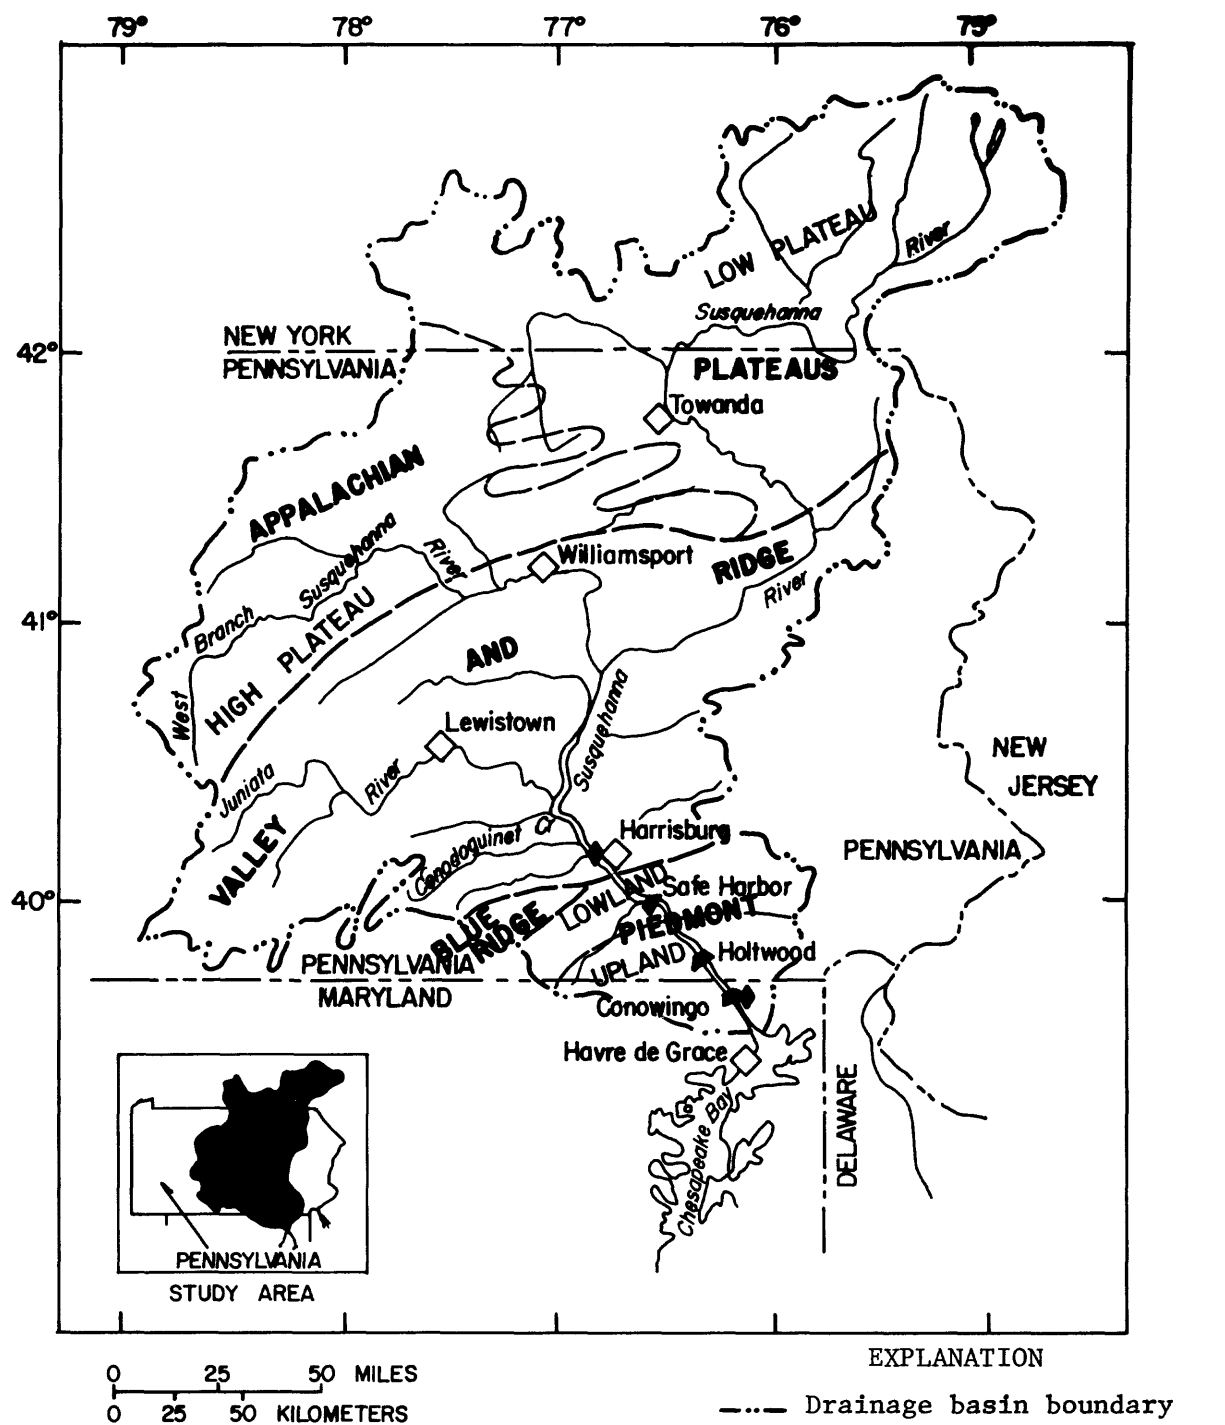 79° 78° 77° 76° 75°
LOW PLATEAU
River
Susquehanna
NEW YORK
42°
PENNSYLVANIA
PLATEAUS
Towanda
APPALACHIAN
Susquehanna
River
Williamsport
RIDGE
River
41°
Branch
HIGH PLATEAU
AND
West
Lewistown
Susquehanna
NEW
JERSEY
Juniata
River
VALLEY
Conodoguinet Cr
Harrisburg
PENNSYLVANIA
40°
LOWLAND
Safe Harbor
BLUE
RIDGE
PIEDMONT
UPLAND
Holtwood
PENNSYLVANIA
MARYLAND
Conowingo
Havre de Grace
Chesapeake Bay
DELAWARE
PENNSYLVANIA
STUDY AREA
0 25 50 MILES
0 25 50 KILOMETERS
EXPLANATION
Drainage basin boundary